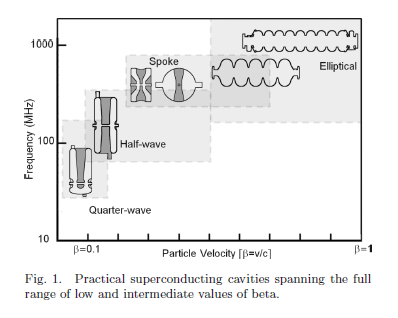 1000
Spoke
Elliptical
Frequency (MHz)
100
Half-wave
Quarter-wave
10
β=0.1
Particle Velocity [β=v/c]
β=1
Fig. 1. Practical superconducting cavities spanning the full
range of low and intermediate values of beta.